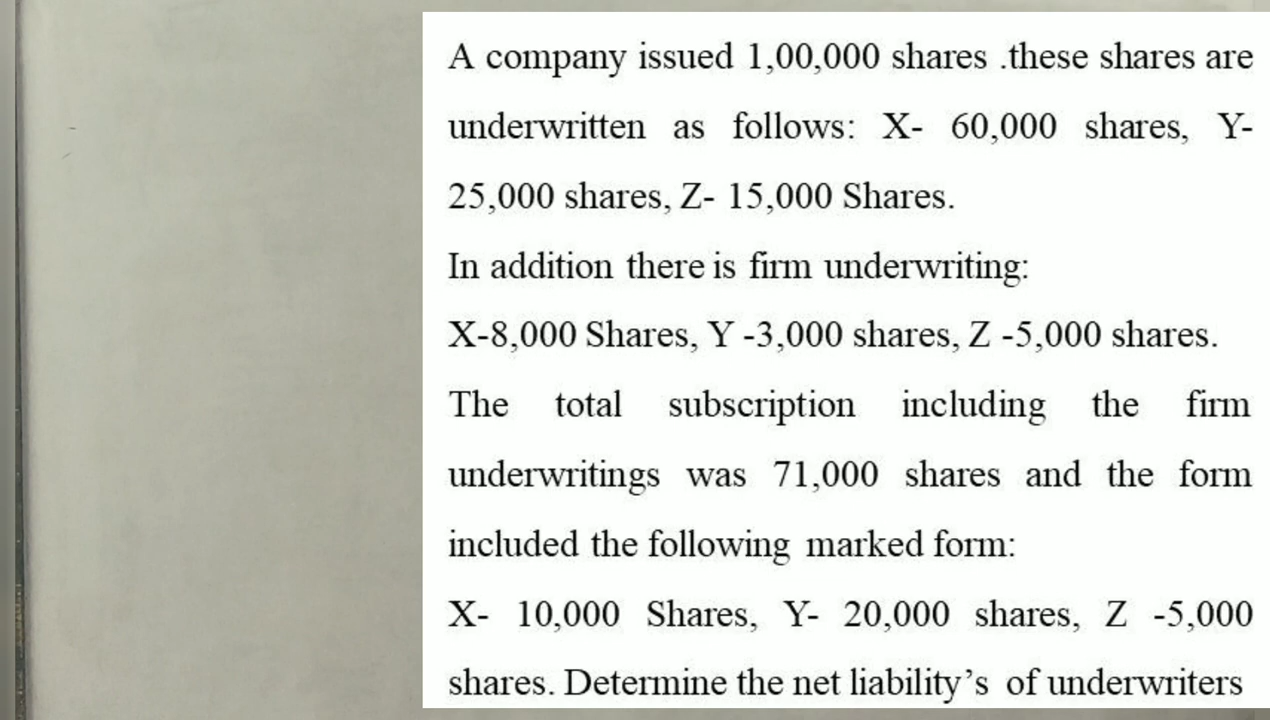 A company issued 1,00,000 shares .these shares are
underwritten as follows: X- 60,000 shares, Y-
25,000 shares, Z- 15,000 Shares.
In addition there is firm underwriting:
X-8,000 Shares, Y -3,000 shares, Z -5,000 shares.
The total subscription including the firm
underwritings was 71,000 shares and the form
included the following marked form:
X- 10,000 Shares, Y- 20,000 shares, Z -5,000
shares. Determine the net liability’s of underwriters